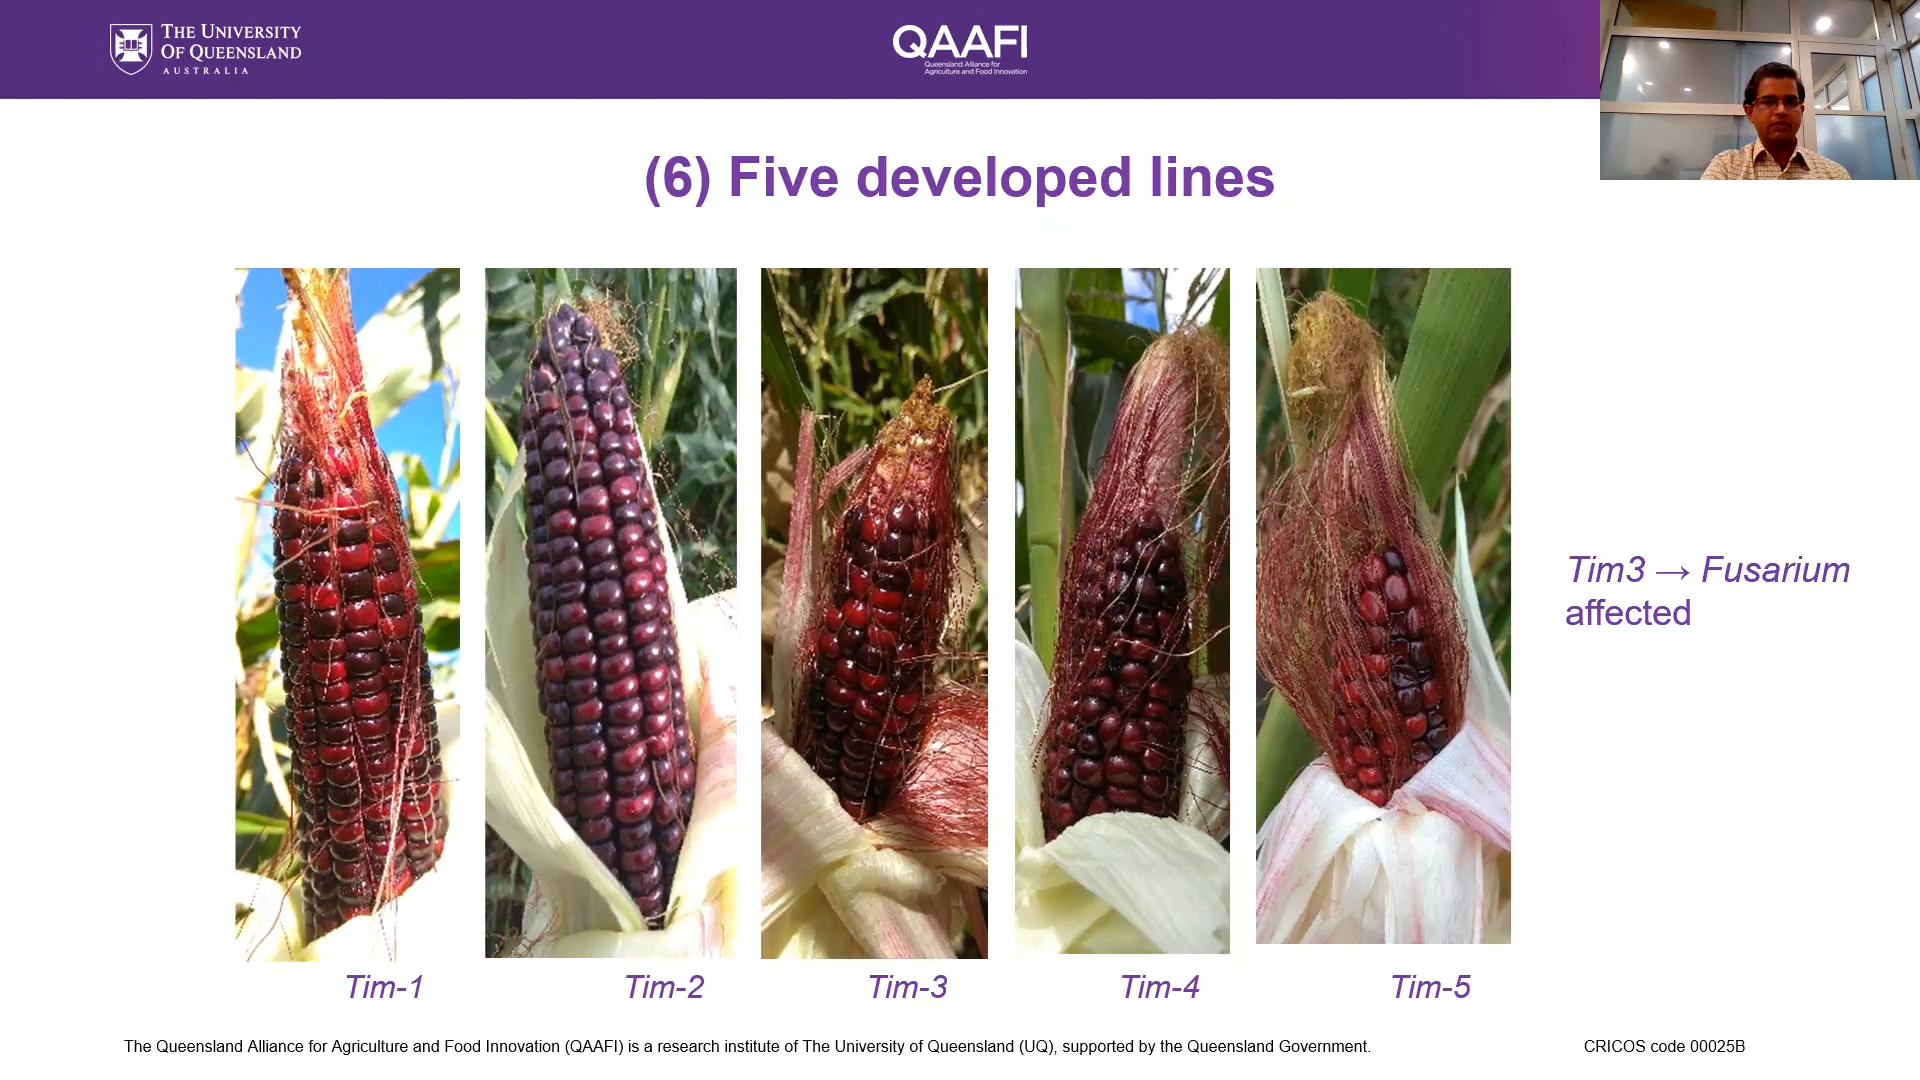 THE UNIVERSITY
OF QUEENSLAND
AUSTRALIA
QAAFI
Queensland Alliance for
Agriculture and Food Innovation
(6) Five developed lines
Tim3 → Fusarium
affected
Tim-1
Tim-2
Tim-3
Tim-4
Tim-5
The Queensland Alliance for Agriculture and Food Innovation (QAAFI) is a research institute of The University of Queensland (UQ), supported by the Queensland Government.
CRICOS code 00025B